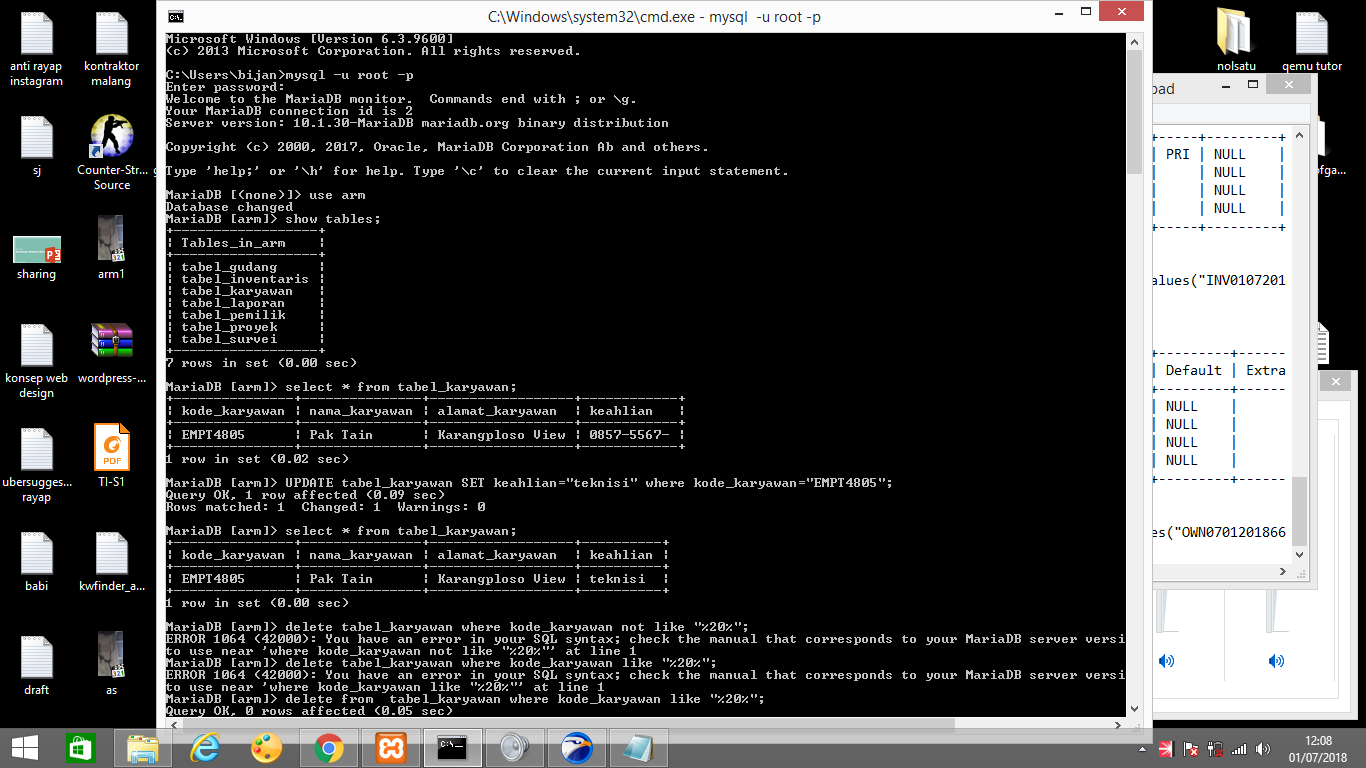 C:\Windows\system32\cmd.exe - mysql -u root -p
Microsoft Windows [Version 6.3.9600]
(c) 2013 Microsoft Corporation. All rights reserved.
C:\Users\bijan>mysql -u root -p
Enter password:
Welcome to the MariaDB monitor.  Commands end with ; or \g.
Your MariaDB connection id is 2
Server version: 10.1.30-MariaDB mariadb.org binary distribution
Copyright (c) 2000, 2017, Oracle, MariaDB Corporation Ab and others.
Type 'help;' or '\h' for help. Type '\c' to clear the current input statement.
MariaDB [(none)]> use arm
Database changed
MariaDB [arm]> show tables;
+------------------+
| Tables_in_arm    |
+------------------+
| tabel_gudang     |
| tabel_inventaris |
| tabel_karyawan   |
| tabel_laporan    |
| tabel_pemilik    |
| tabel_proyek     |
| tabel_survei     |
+------------------+
7 rows in set (0.00 sec)
MariaDB [arm]> select * from tabel_karyawan;
+---------------+---------------+------------------+------------+
| kode_karyawan | nama_karyawan | alamat_karyawan  | keahlian   |
+---------------+---------------+------------------+------------+
| EMPT4805      | Pak Tain      | Karangploso View | 0857-5567- |
+---------------+---------------+------------------+------------+
1 row in set (0.02 sec)
MariaDB [arm]> UPDATE tabel_karyawan SET keahlian="teknisi" where kode_karyawan="EMPT4805";
Query OK, 1 row affected (0.09 sec)
Rows matched: 1  Changed: 1  Warnings: 0
MariaDB [arm]> select * from tabel_karyawan;
+---------------+---------------+------------------+----------+
| kode_karyawan | nama_karyawan | alamat_karyawan  | keahlian |
+---------------+---------------+------------------+----------+
| EMPT4805      | Pak Tain      | Karangploso View | teknisi  |
+---------------+---------------+------------------+----------+
1 row in set (0.00 sec)
MariaDB [arm]> delete tabel_karyawan where kode_karyawan not like "%20%";
ERROR 1064 (42000): You have an error in your SQL syntax; check the manual that corresponds to your MariaDB server versi
to use near 'where kode_karyawan not like "%20%"' at line 1
MariaDB [arm]> delete tabel_karyawan where kode_karyawan like "%20%";
ERROR 1064 (42000): You have an error in your SQL syntax; check the manual that corresponds to your MariaDB server versi
to use near 'where kode_karyawan like "%20%"' at line 1
MariaDB [arm]> delete from  tabel_karyawan where kode_karyawan like "%20%";
Query OK, 0 rows affected (0.05 sec)
anti rayap
instagram
kontraktor
malang
sj
Counter-Str...
Source
sharing
arm1
konsep web
design
wordpress-...
ubersugges...
rayap
TI-S1
PDF
babi
kwfinder_a...
draft
as
nolsatu
qemu tutor
pad
+-----+---------+
| PRI | NULL    |
|     | NULL    |
|     | NULL    |
|     | NULL    |
+-----+---------+
alues("INV0107201
+---------+------
| Default | Extra
+---------+------
| NULL    |
| NULL    |
| NULL    |
| NULL    |
+---------+------
es("OWN0701201866
12:08
01/07/2018